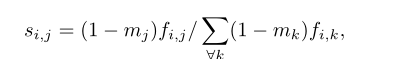 s_{i,j} = (1 - m_j) f_{i,j} / \sum_{\forall k} (1 - m_k) f_{i,k},